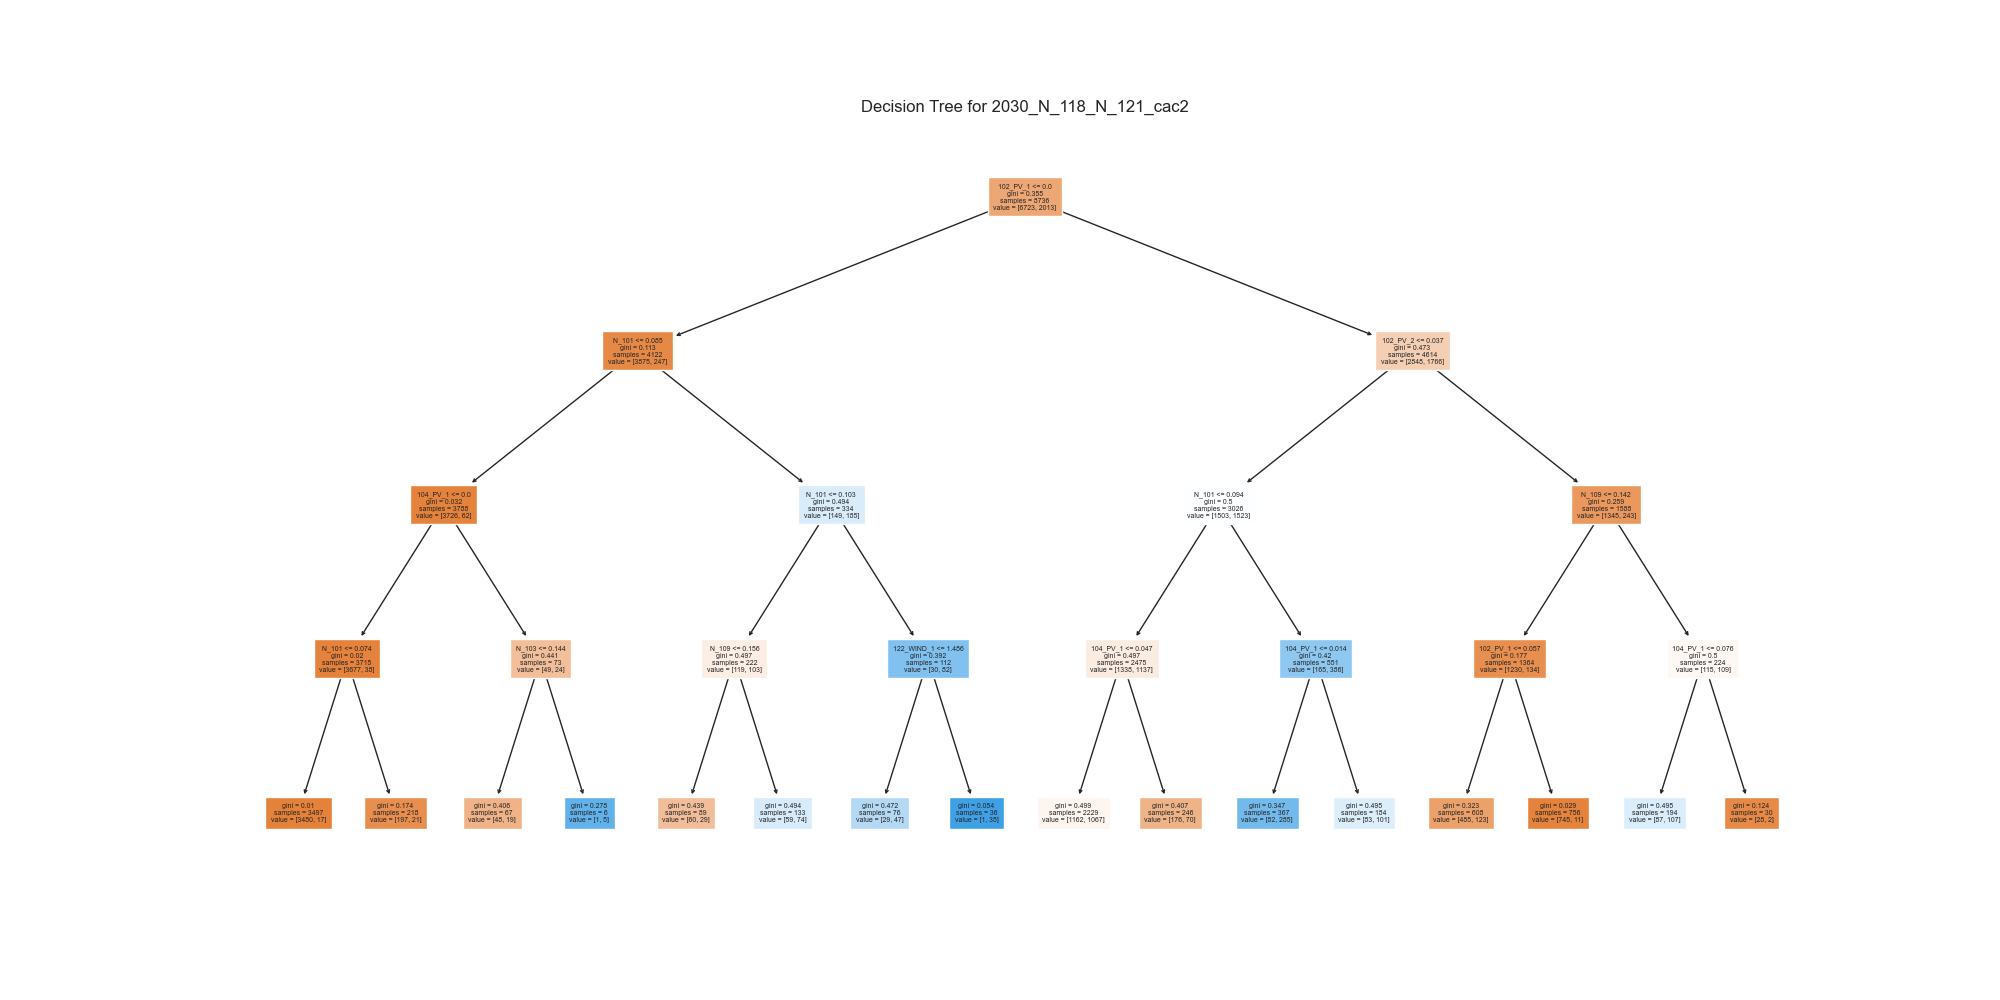 Decision Tree for 2030_N_118_N_121_cac2
102_PV_1 <= 0.0
gini = 0.355
samples = 8736
value = [6723, 2013]
N_101 <= 0.085
gini = 0.113
samples = 4122
value = [3875, 247]
102_PV_2 <= 0.037
gini = 0.473
samples = 4614
value = [2848, 1766]
104_PV_1 <= 0.0
gini = 0.032
samples = 3788
value = [3726, 62]
N_101 <= 0.103
gini = 0.494
samples = 334
value = [149, 185]
N_101 <= 0.094
gini = 0.5
samples = 3026
value = [1503, 1523]
N_109 <= 0.142
gini = 0.259
samples = 1588
value = [1345, 243]
N_101 <= 0.074
gini = 0.02
samples = 3715
value = [3677, 38]
N_103 <= 0.144
gini = 0.441
samples = 73
value = [49, 24]
N_109 <= 0.156
gini = 0.497
samples = 222
value = [119, 103]
122_WIND_1 <= 1.486
gini = 0.392
samples = 112
value = [30, 82]
104_PV_1 <= 0.047
gini = 0.497
samples = 2475
value = [1338, 1137]
104_PV_1 <= 0.014
gini = 0.42
samples = 551
value = [165, 386]
102_PV_1 <= 0.057
gini = 0.177
samples = 1364
value = [1230, 134]
104_PV_1 <= 0.076
gini = 0.5
samples = 224
value = [115, 109]
gini = 0.01
samples = 3497
value = [3480, 17]
gini = 0.174
samples = 218
value = [197, 21]
gini = 0.406
samples = 67
value = [48, 19]
gini = 0.278
samples = 6
value = [1, 5]
gini = 0.439
samples = 89
value = [60, 29]
gini = 0.494
samples = 133
value = [59, 74]
gini = 0.472
samples = 76
value = [29, 47]
gini = 0.054
samples = 36
value = [1, 35]
gini = 0.499
samples = 2229
value = [1162, 1067]
gini = 0.407
samples = 246
value = [176, 70]
gini = 0.347
samples = 367
value = [82, 285]
gini = 0.495
samples = 184
value = [83, 101]
gini = 0.323
samples = 608
value = [485, 123]
gini = 0.029
samples = 756
value = [745, 11]
gini = 0.495
samples = 194
value = [87, 107]
gini = 0.124
samples = 30
value = [28, 2]